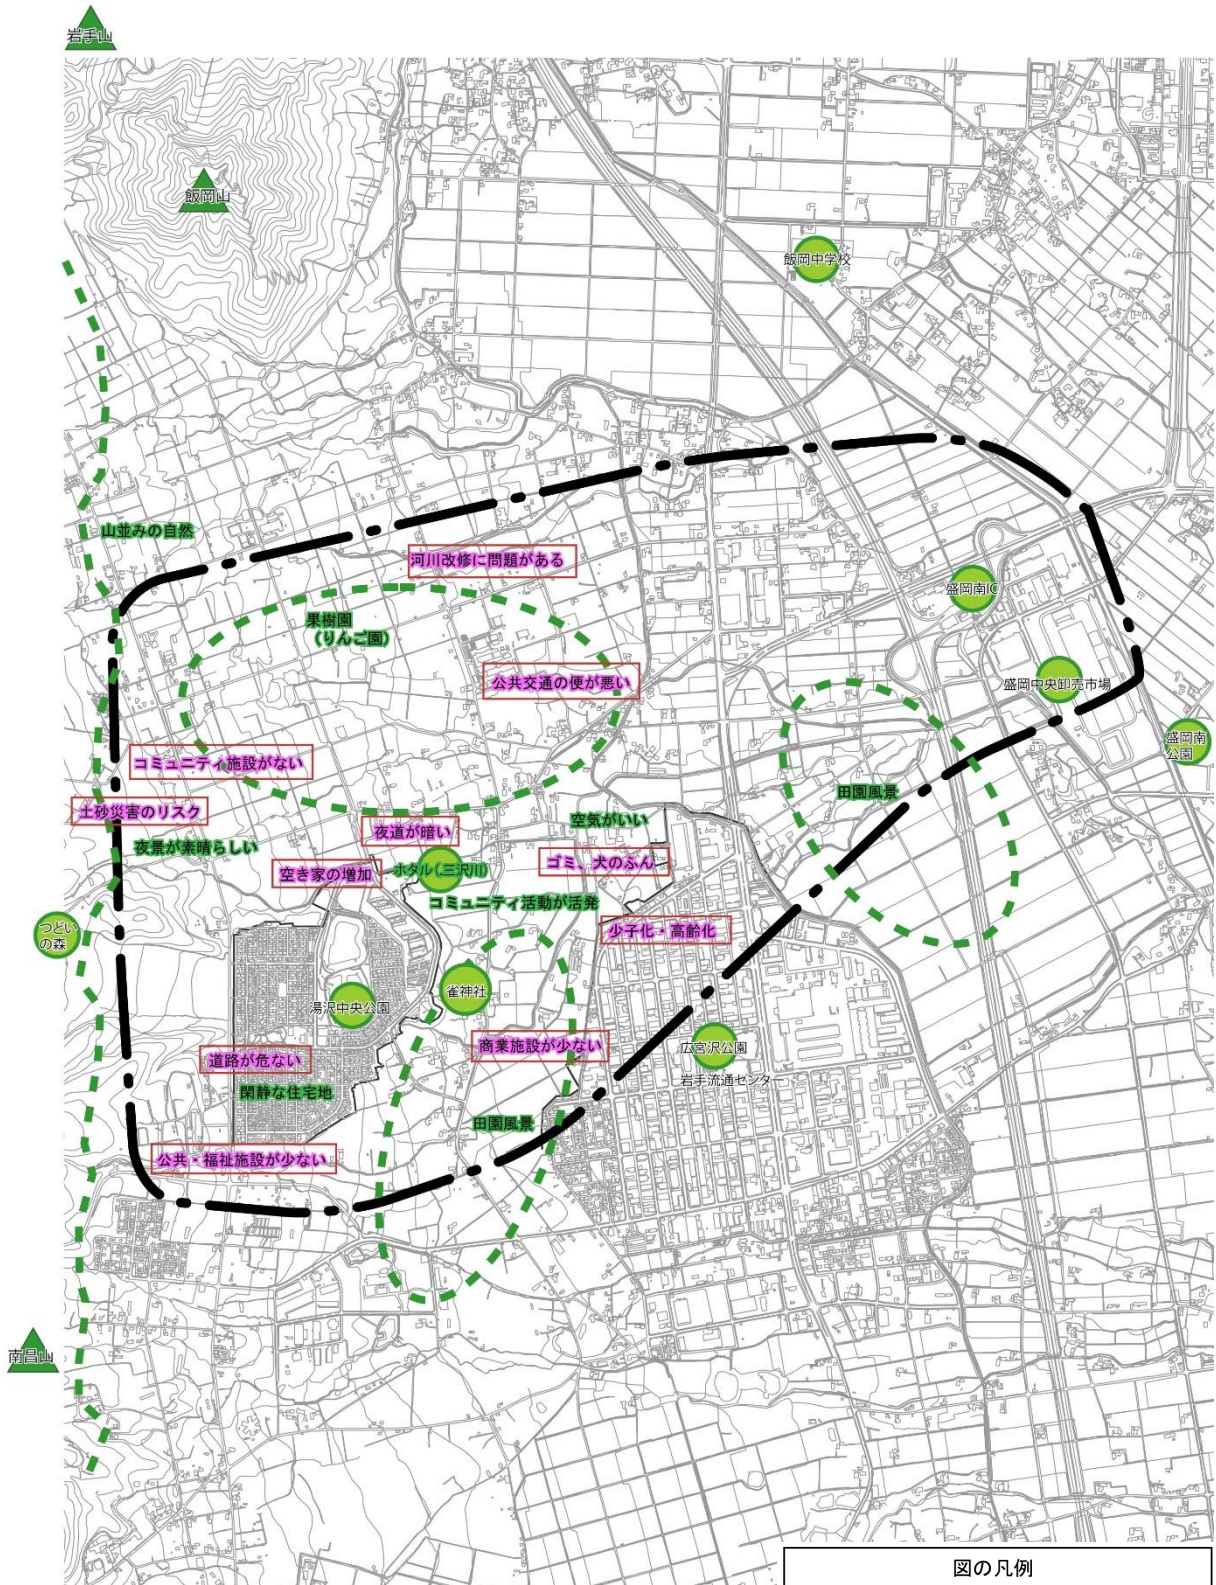 岩手山
飯岡山
飯岡中学校
山並みの自然
河川改修に問題がある
盛岡南IC
果樹園
(りんご園)
公共交通の便が悪い
盛岡中央卸売市場
盛岡南
公園
コミュニティ施設がない
田園風景
土砂災害のリスク
夜道が暗い
空気がいい
夜景が素晴らしい
ゴミ、犬のふん
空き家の増加
ホタル(三沢川)
コミュニティ活動が活発
つどい
の森
少子化・高齢化
雀神社
湯沢中央公園
商業施設が少ない
広宮沢公園
道路が危ない
岩手流通センター
閑静な住宅地
田園風景
公共・福祉施設が少ない
南昌山
図の凡例